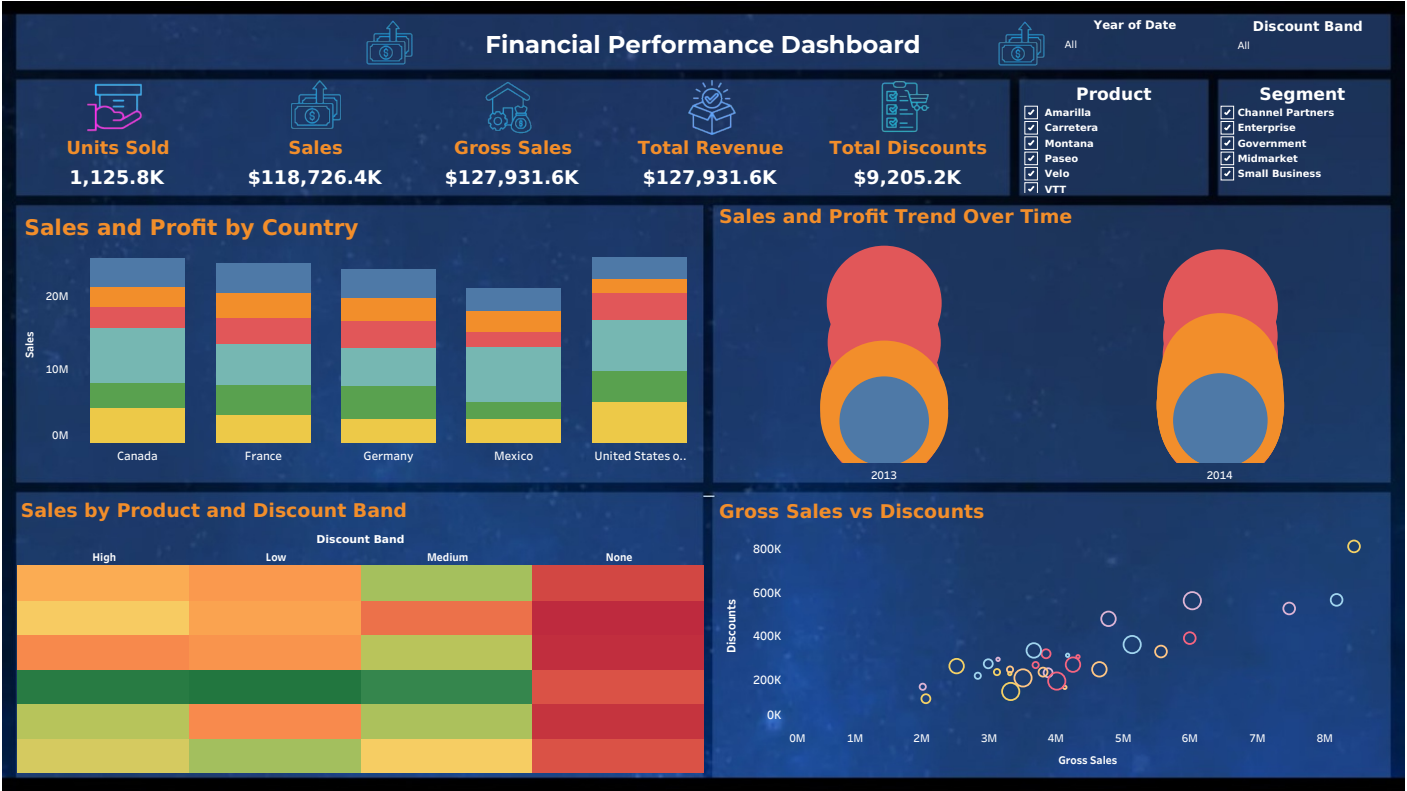 Financial Performance Dashboard
Year of Date
All
Discount Band
All
Units Sold
1,125.8K
Sales
$118,726.4K
Gross Sales
$127,931.6K
Total Revenue
$127,931.6K
Total Discounts
$9,205.2K
Product
Amarilla
Carretera
Montana
Paseo
Velo
VTT
Segment
Channel Partners
Enterprise
Government
Midmarket
Small Business
Sales and Profit by Country
Sales
20M
10M
0M
Canada France Germany Mexico United States o..
Sales and Profit Trend Over Time
2013 2014
Sales by Product and Discount Band
Discount Band
High Low Medium None
Gross Sales vs Discounts
Discounts
800K
600K
400K
200K
0K
0M 1M 2M 3M 4M 5M 6M 7M 8M
Gross Sales